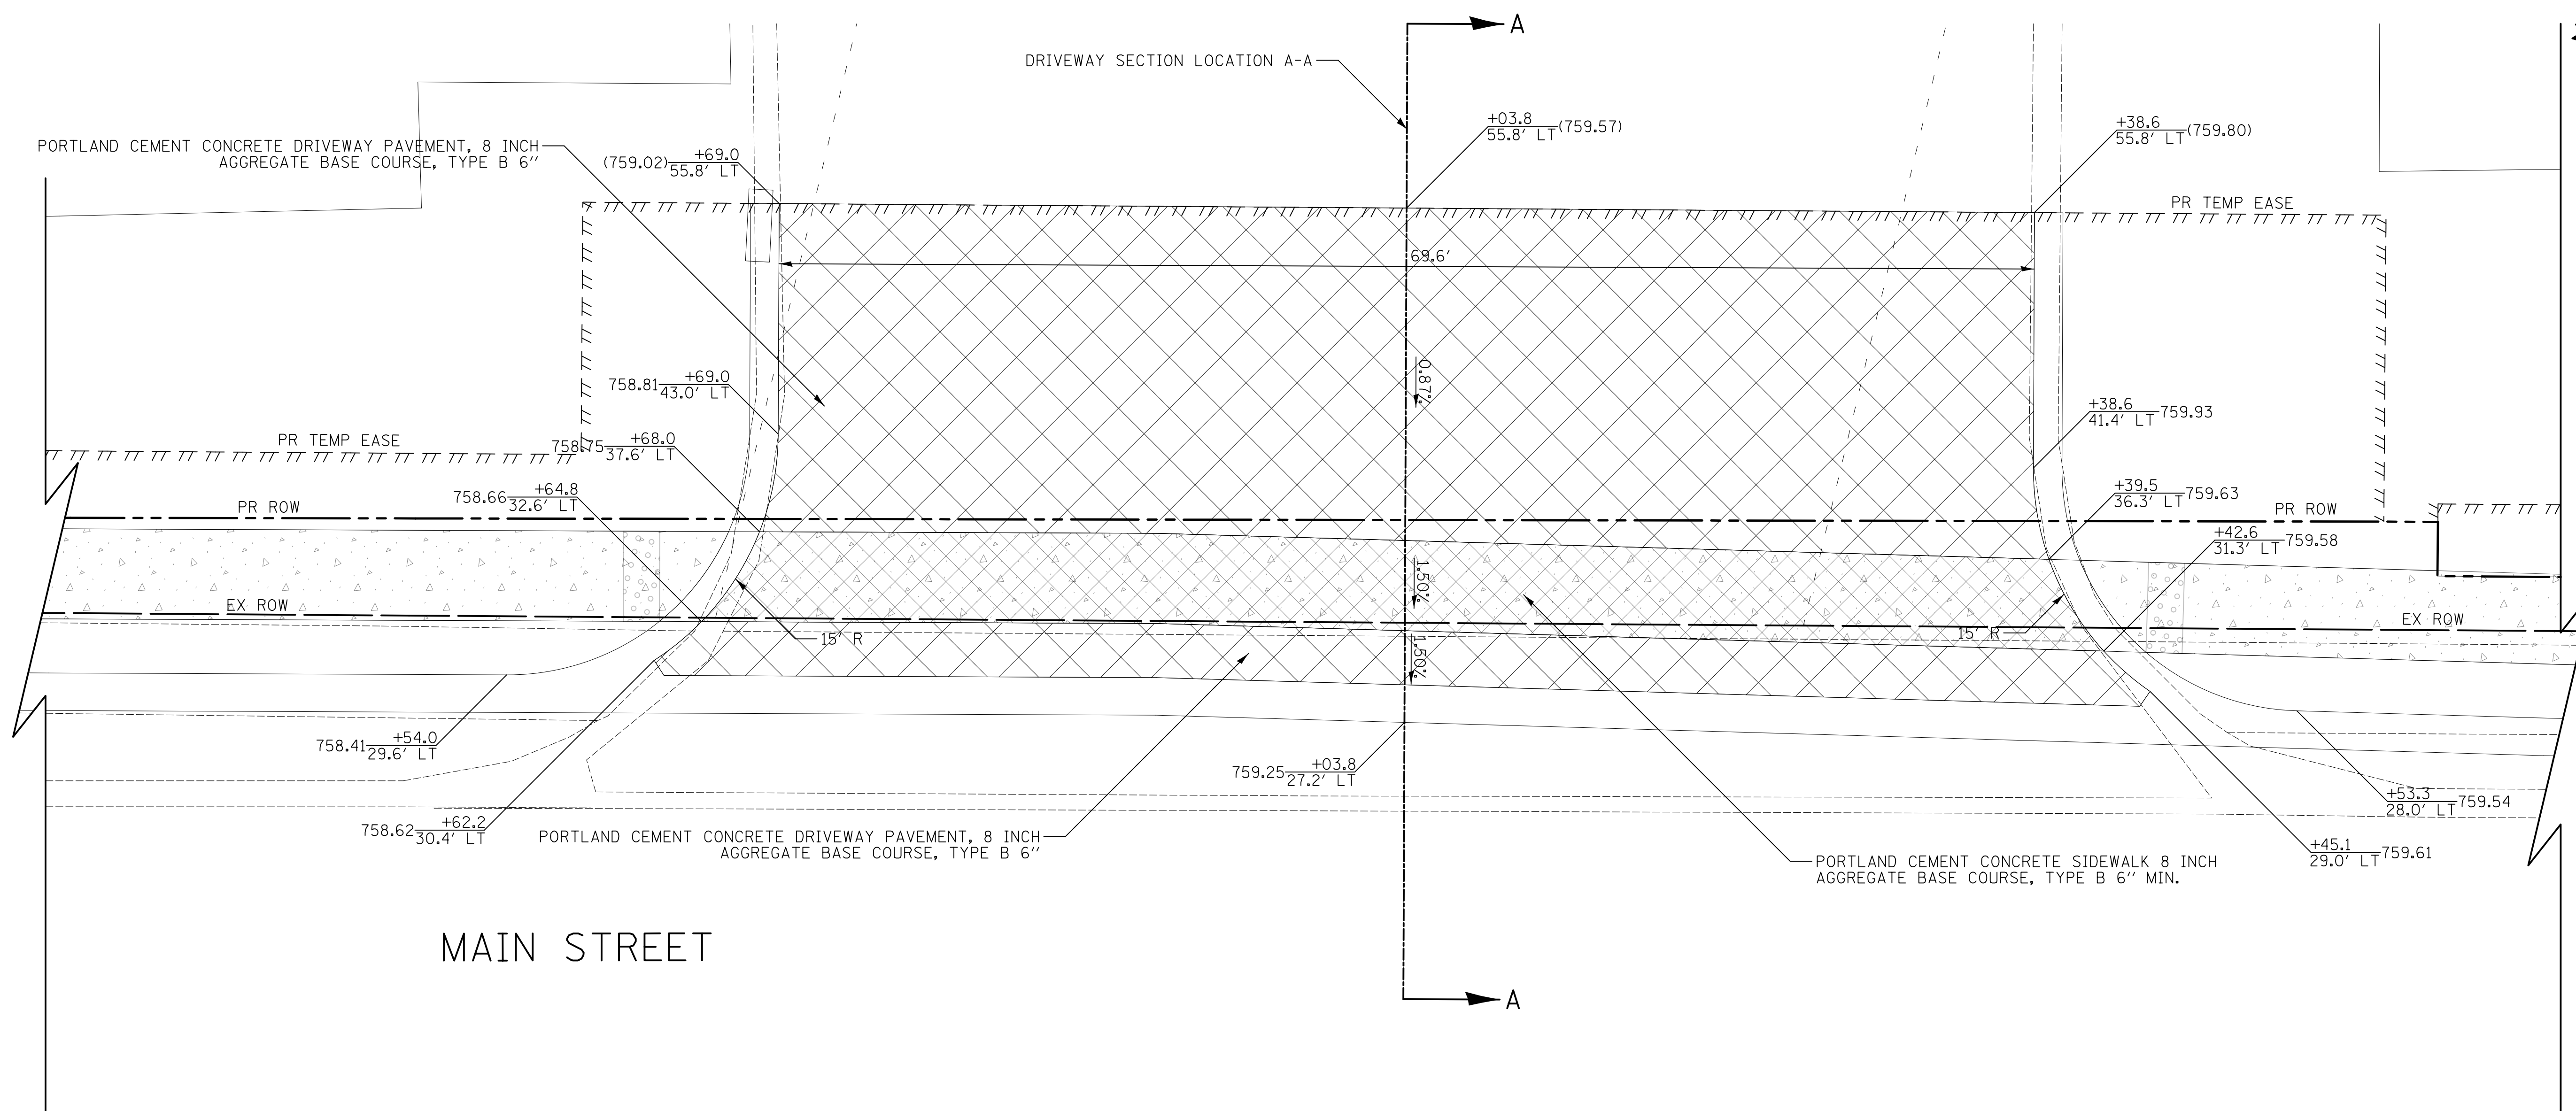 A
DRIVEWAY SECTION LOCATION A-A
+03.8
55.8' LT
(759.57)
+38.6
55.8' LT
(759.80)
PORTLAND CEMENT CONCRETE DRIVEWAY PAVEMENT, 8 INCH
AGGREGATE BASE COURSE, TYPE B 6"
(759.02)
+69.0
55.8' LT
PR TEMP EASE
69.6'
0.87%
758.81
+69.0
43.0' LT
+38.6
41.4' LT
759.93
PR TEMP EASE
758.75
+68.0
37.6' LT
758.66
+64.8
32.6' LT
+39.5
36.3' LT
759.63
PR ROW
PR ROW
+42.6
31.3' LT
759.58
1.50%
EX ROW
EX ROW
15' R
15' R
1.50%
758.41
+54.0
29.6' LT
759.25
+03.8
27.2' LT
+53.3
28.0' LT
759.54
758.62
+62.2
30.4' LT
PORTLAND CEMENT CONCRETE DRIVEWAY PAVEMENT, 8 INCH
AGGREGATE BASE COURSE, TYPE B 6"
+45.1
29.0' LT
759.61
PORTLAND CEMENT CONCRETE SIDEWALK 8 INCH
AGGREGATE BASE COURSE, TYPE B 6" MIN.
MAIN STREET
A